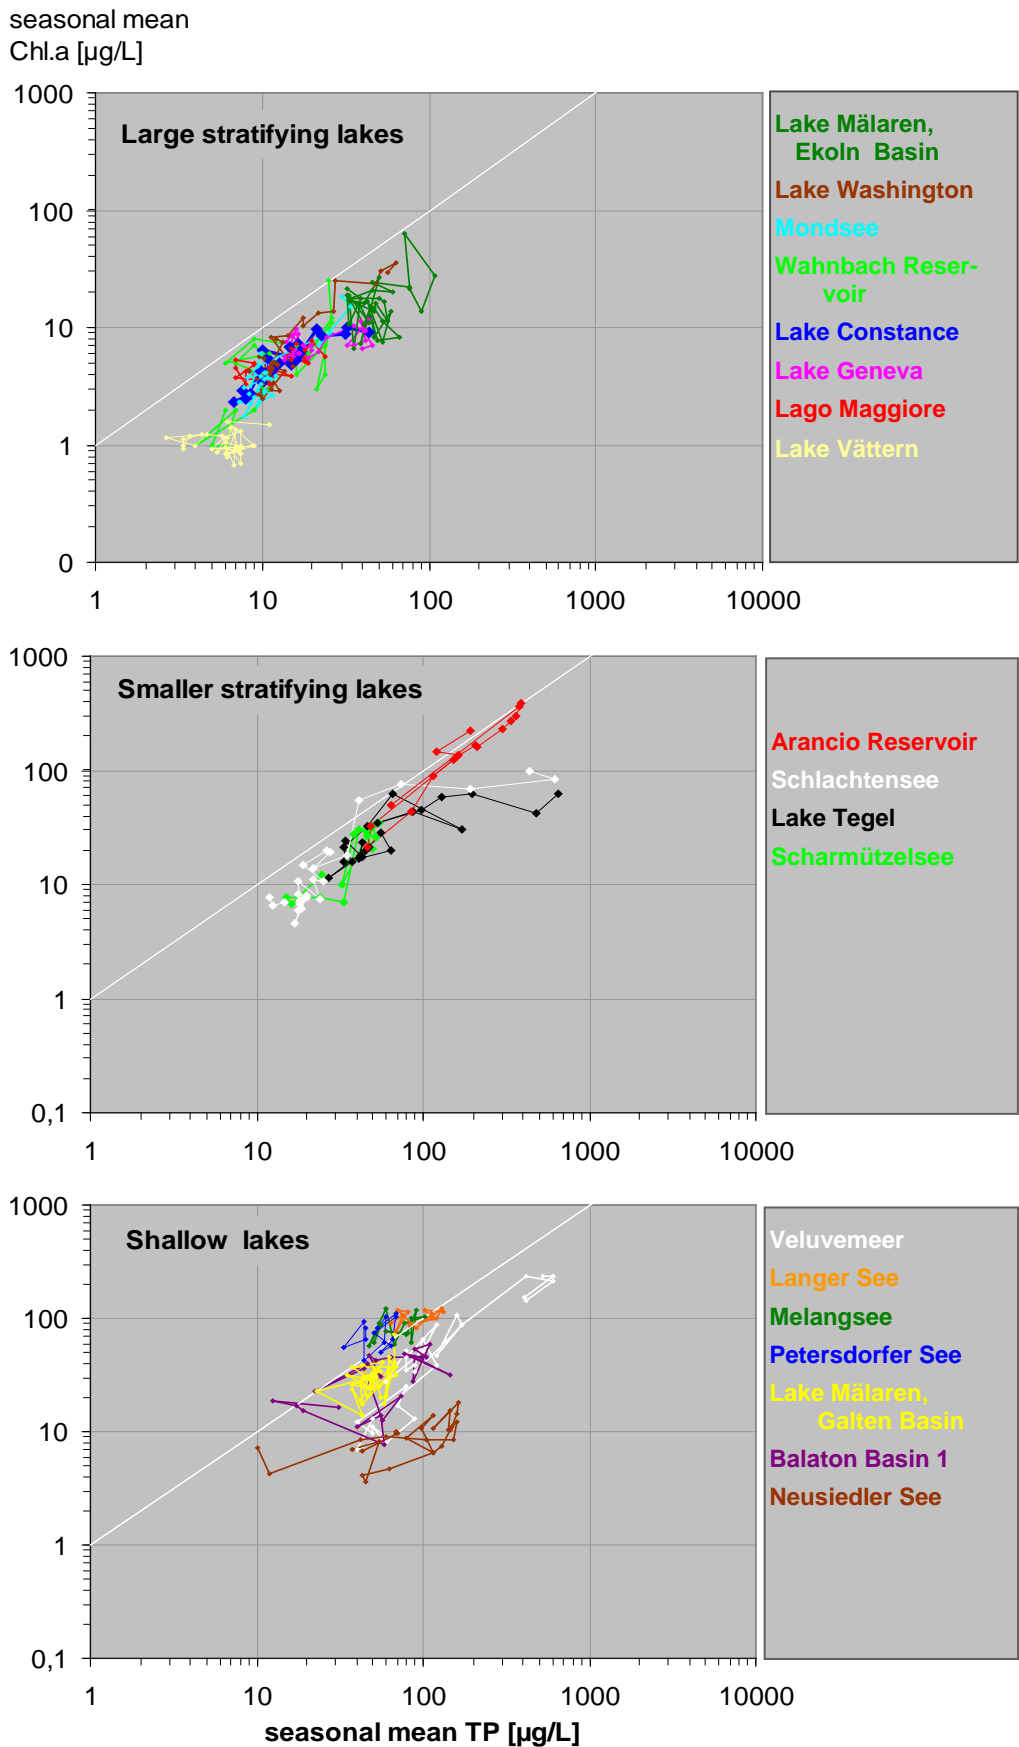 seasonal mean
Chl.a [µg/L]
1000
100
10
1
0
Large stratifying lakes
1 10 100 1000 10000
Lake Mälaren,
Ekoln Basin
Lake Washington
Mondsee
Wahnbach Reser-
voir
Lake Constance
Lake Geneva
Lago Maggiore
Lake Vättern
1000
100
10
1
0,1
Smaller stratifying lakes
1 10 100 1000 10000
Arancio Reservoir
Schlachtensee
Lake Tegel
Scharmützelsee
1000
100
10
1
0,1
Shallow lakes
1 10 100 1000 10000
Veluvemeer
Langer See
Melangsee
Petersdorfer See
Lake Mälaren,
Galten Basin
Balaton Basin 1
Neusiedler See
seasonal mean TP [µg/L]